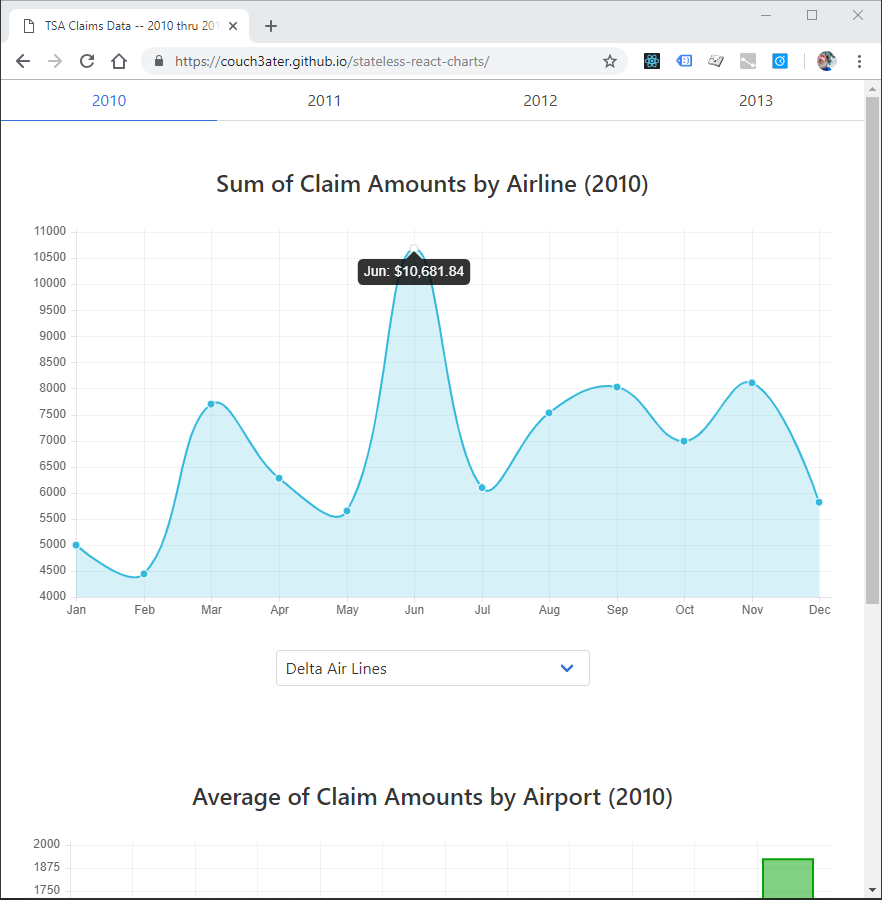 TSA Claims Data -- 2010 thru 201
https://couch3ater.github.io/stateless-react-charts/
2010 2011 2012 2013
Sum of Claim Amounts by Airline (2010)
11000
10500
Jun: $10,681.84
10000
9500
9000
8500
8000
7500
7000
6500
6000
5500
5000
4500
4000
Jan Feb Mar Apr May Jun Jul Aug Sep Oct Nov Dec
Delta Air Lines
Average of Claim Amounts by Airport (2010)
2000
1875
1750